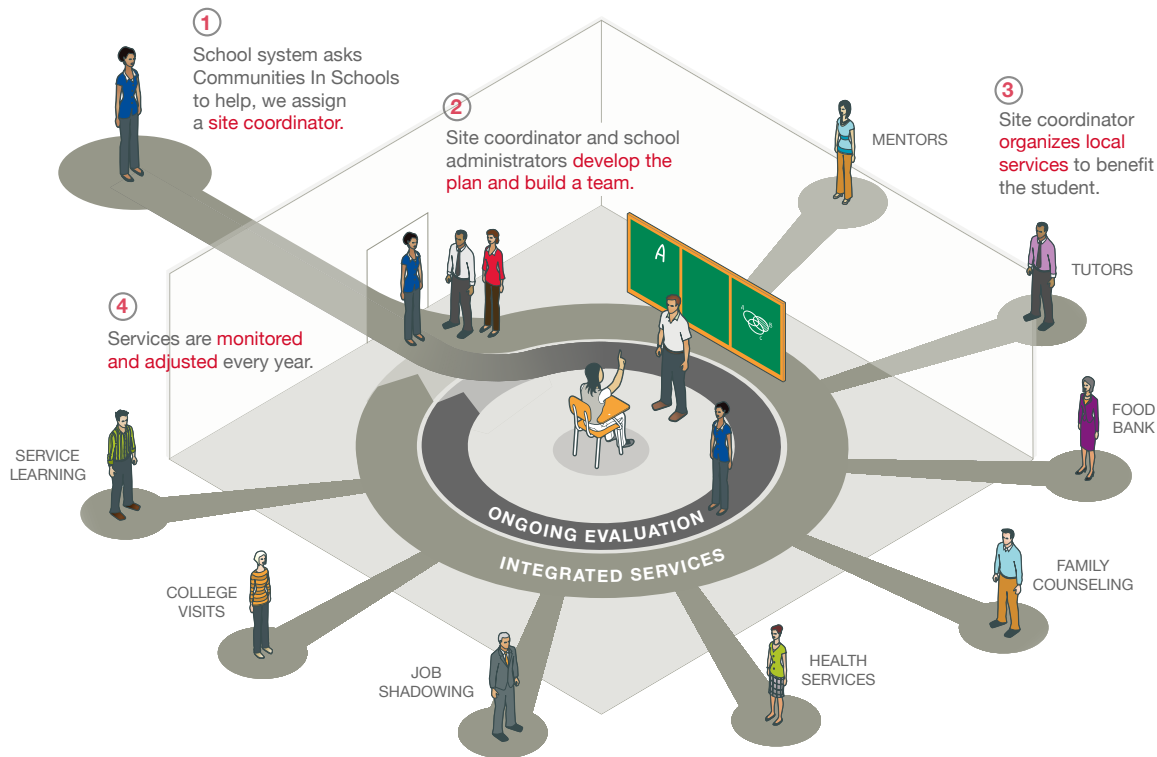 1
School system asks
Communities In Schools
to help, we assign
a site coordinator.
2
Site coordinator and school
administrators develop the
plan and build a team.
3
Site coordinator
organizes local
services to benefit
the student.
4
Services are monitored
and adjusted every year.
MENTORS
TUTORS
FOOD
BANK
FAMILY
COUNSELING
HEALTH
SERVICES
JOB
SHADOWING
COLLEGE
VISITS
SERVICE
LEARNING
A
A
B
C
ONGOING EVALUATION
INTEGRATED SERVICES